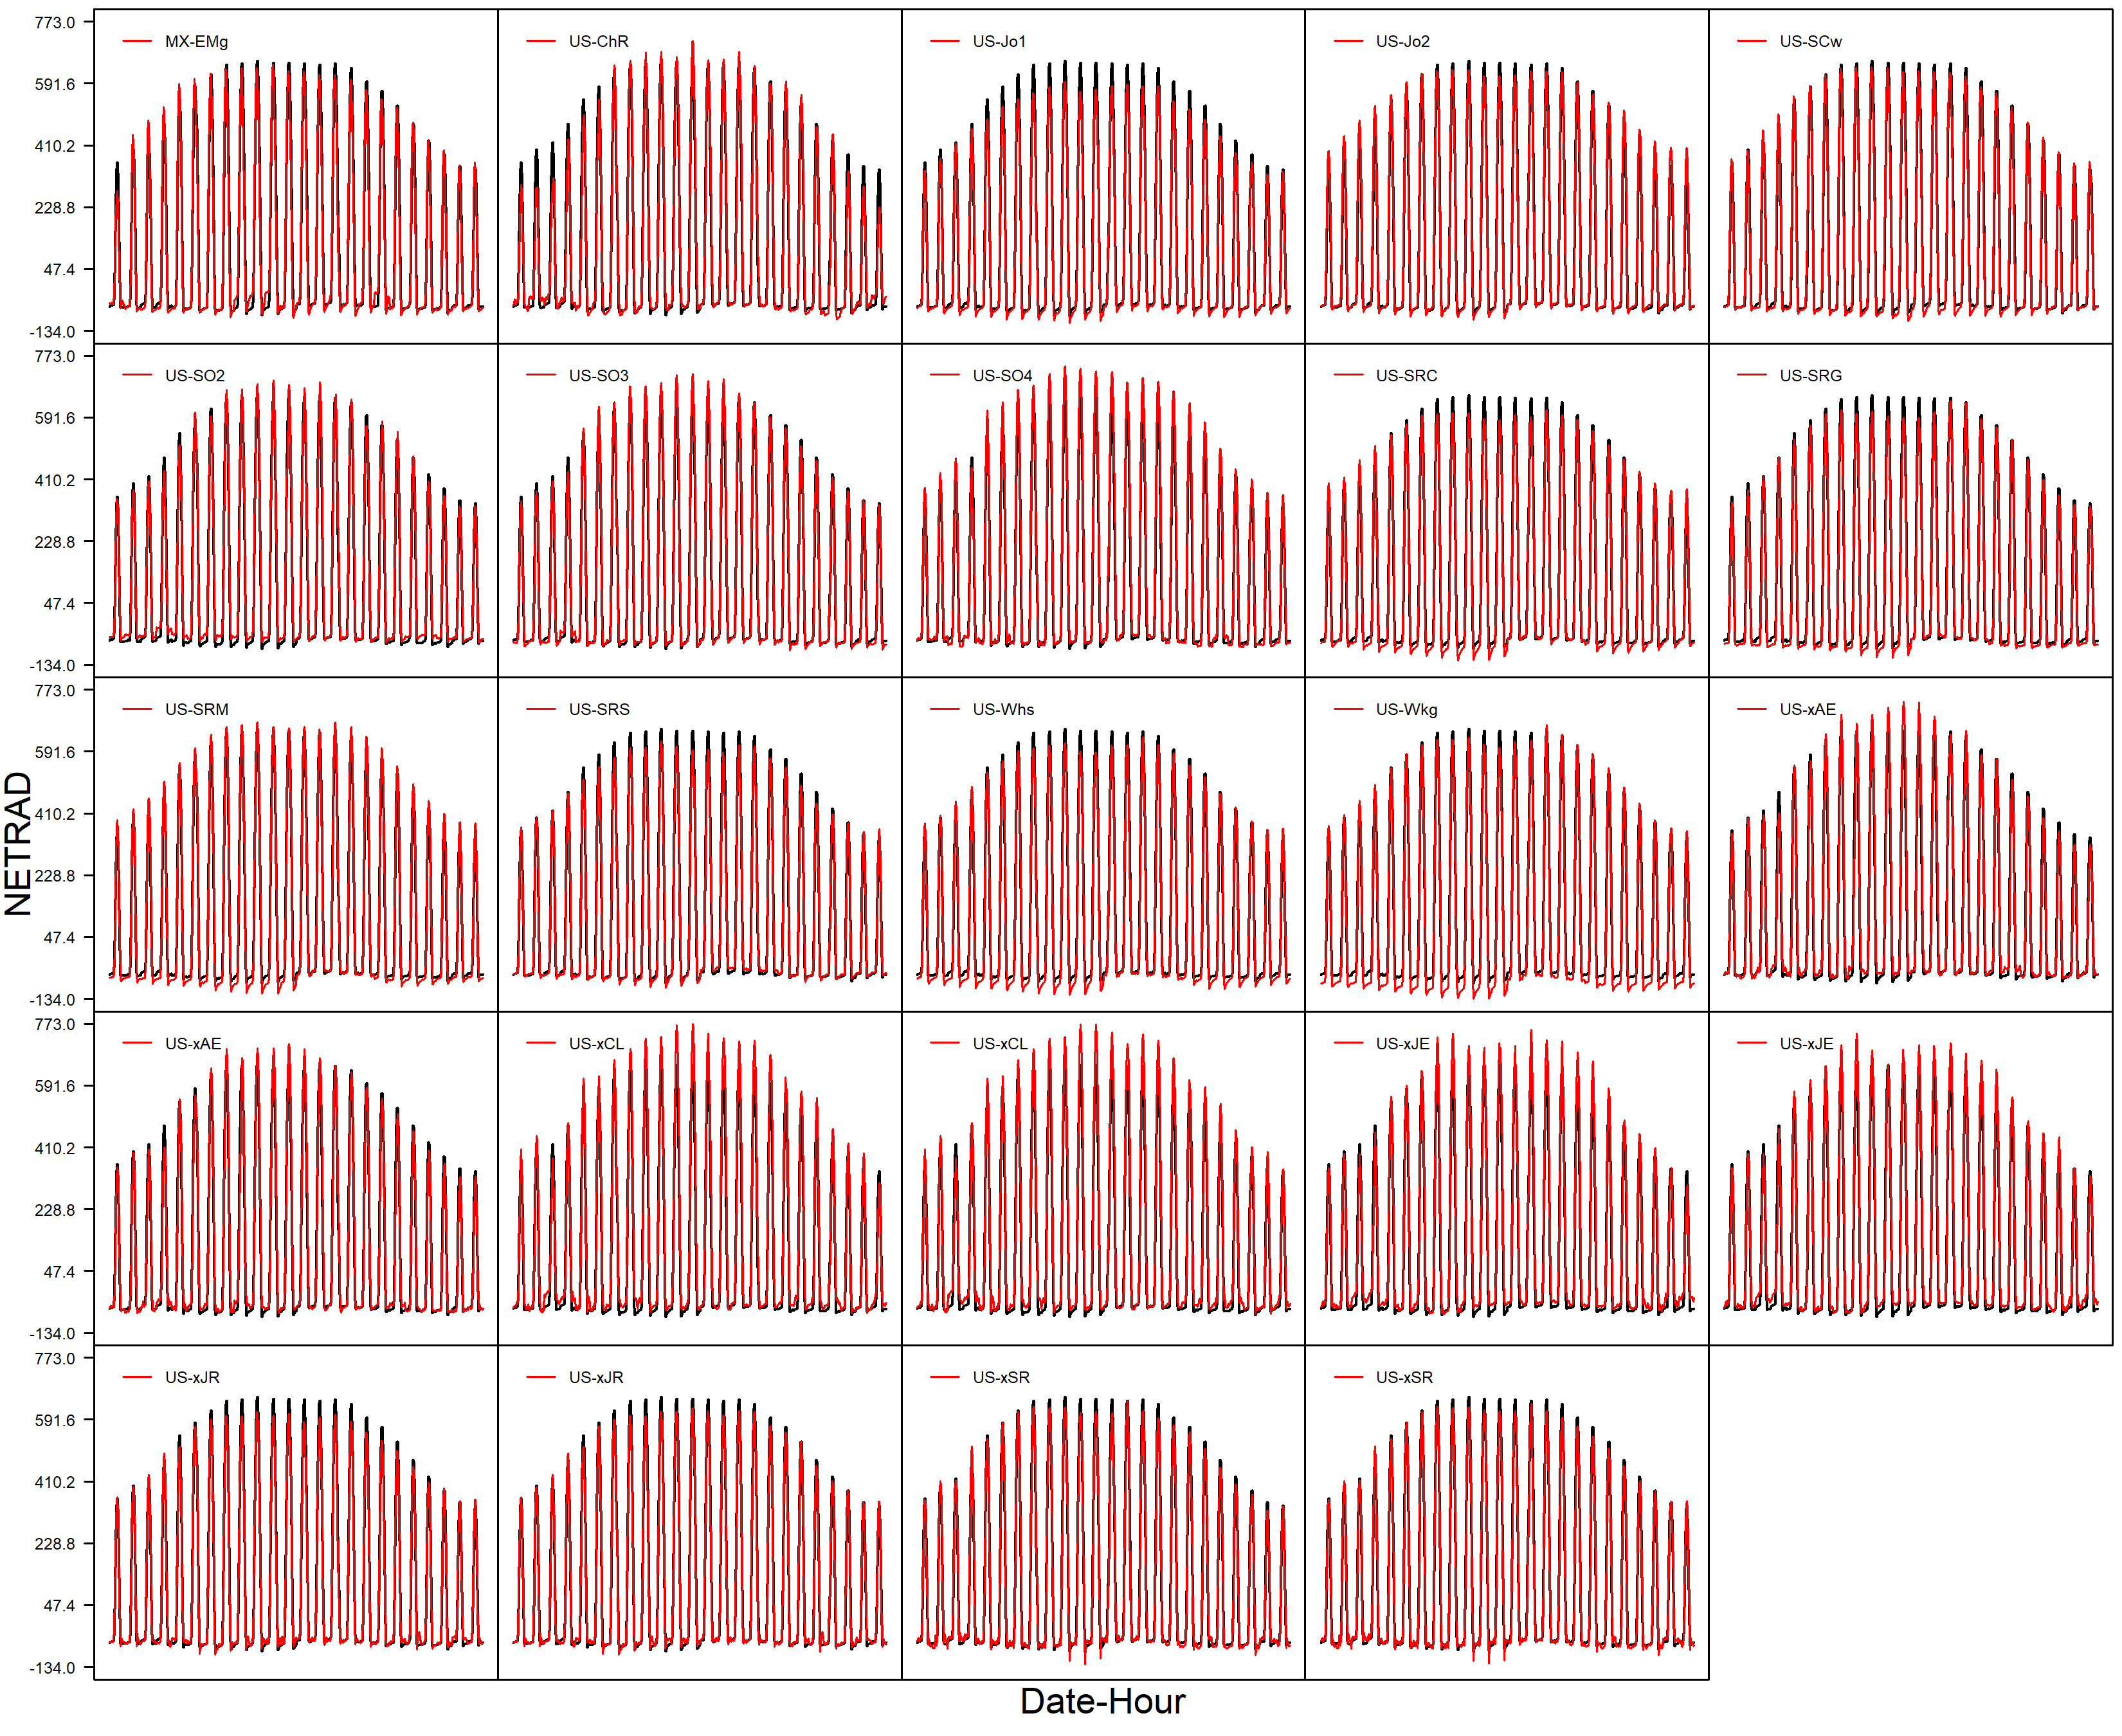 773.0
591.6
410.2
228.8
47.4
-134.0
MX-EMg
US-ChR
US-Jo1
US-Jo2
US-SCw
773.0
591.6
410.2
228.8
47.4
-134.0
US-SO2
US-SO3
US-SO4
US-SRC
US-SRG
773.0
591.6
410.2
228.8
47.4
-134.0
US-SRM
US-SRS
US-Whs
US-Wkg
US-xAE
NETRAD
773.0
591.6
410.2
228.8
47.4
-134.0
US-xAE
US-xCL
US-xCL
US-xJE
US-xJE
773.0
591.6
410.2
228.8
47.4
-134.0
US-xJR
US-xJR
US-xSR
US-xSR
Date-Hour